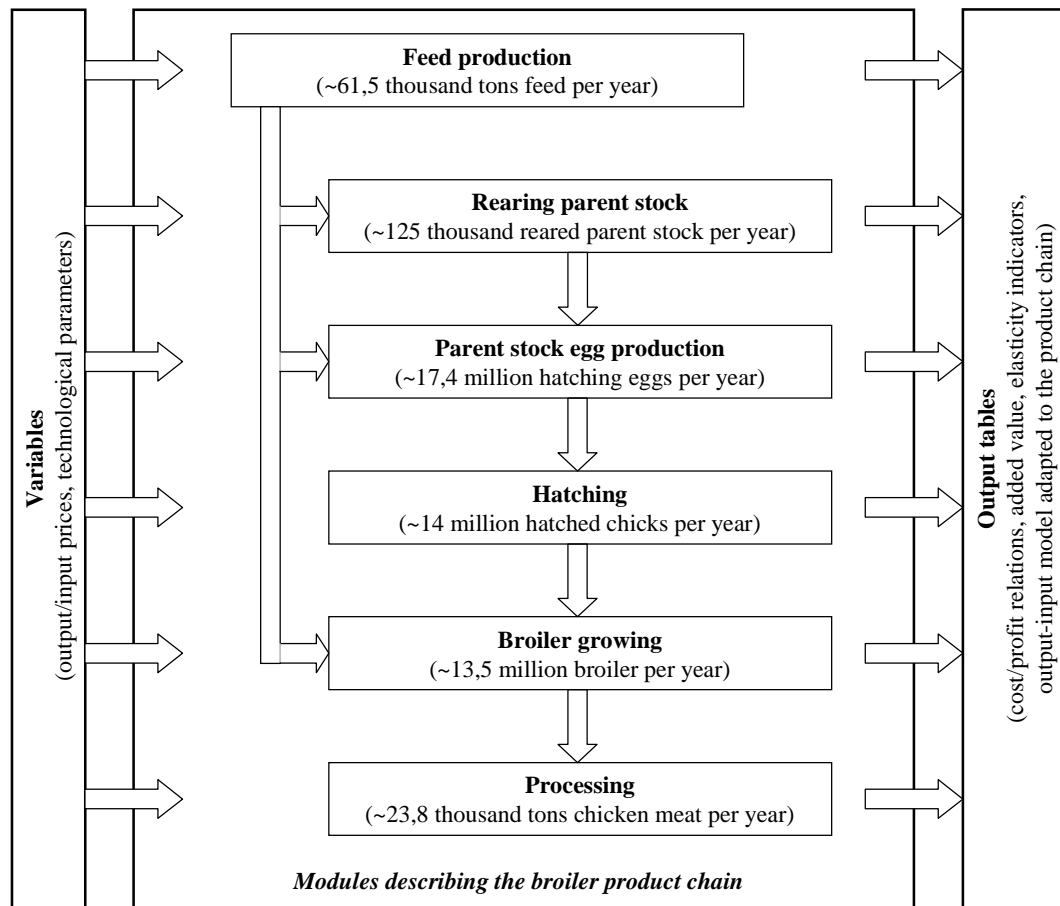 Variables
(output/input prices, technological parameters)
Feed production
(~61,5 thousand tons feed per year)
Rearing parent stock
(~125 thousand reared parent stock per year)
Parent stock egg production
(~17,4 million hatching eggs per year)
Hatching
(~14 million hatched chicks per year)
Broiler growing
(~13,5 million broiler per year)
Processing
(~23,8 thousand tons chicken meat per year)
Modules describing the broiler product chain
Output tables
(cost/profit relations, added value, elasticity indicators,
output-input model adapted to the product chain)